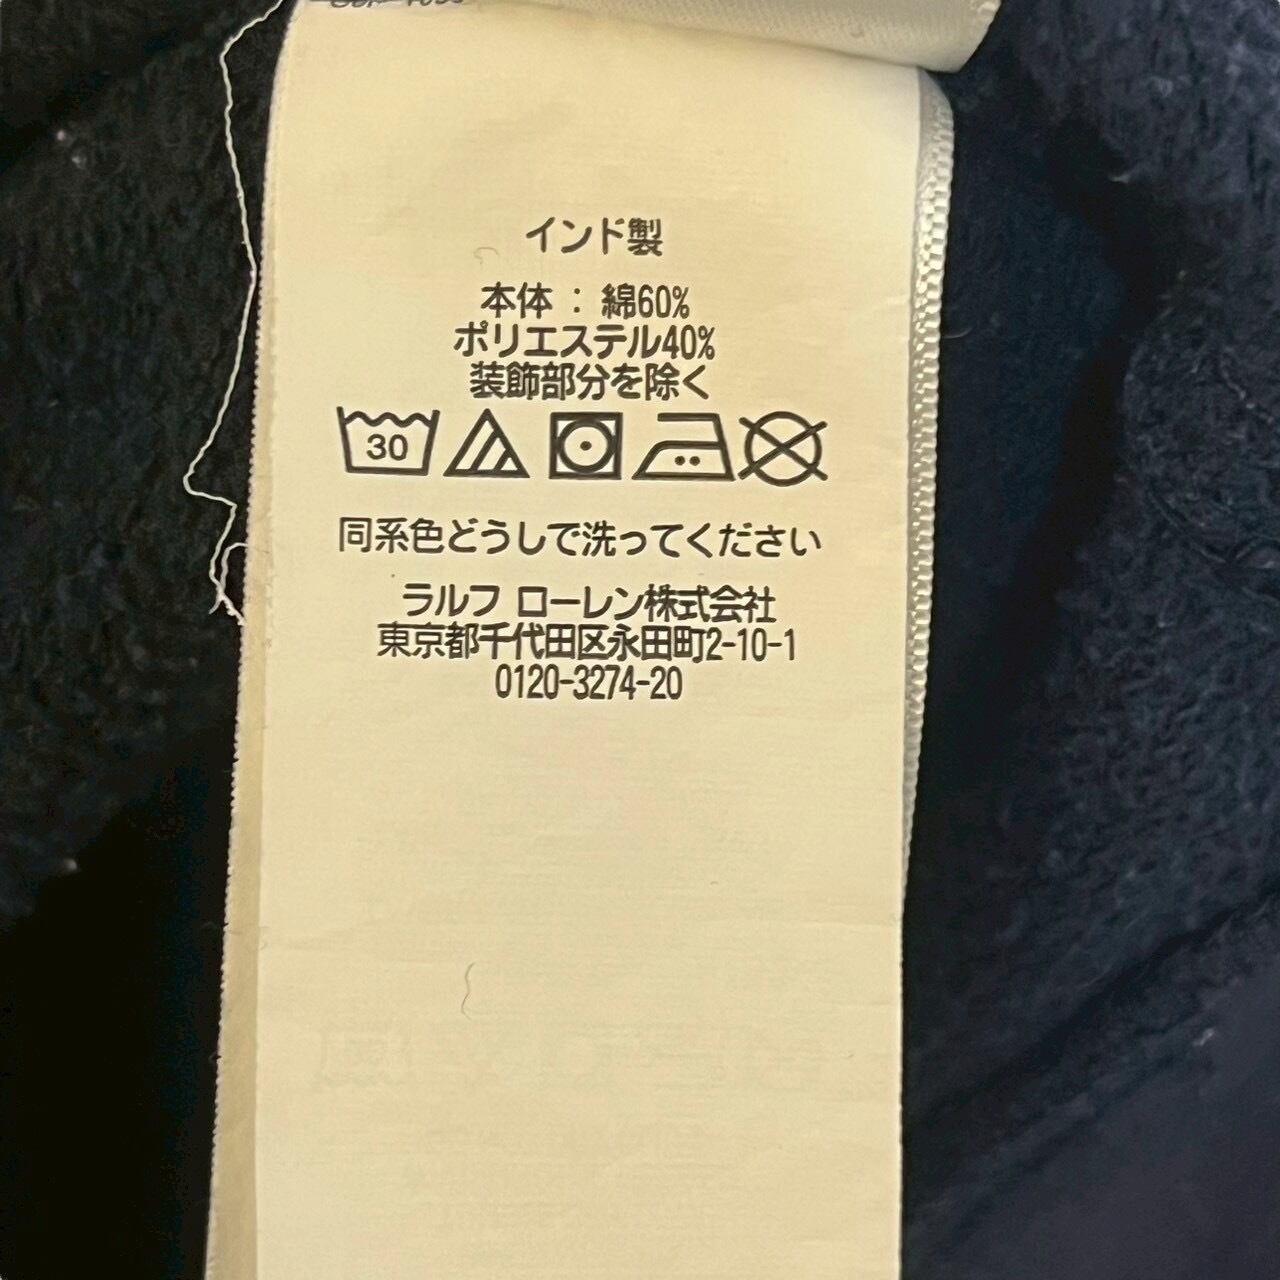 インド製
本体 : 綿60%
ポリエステル40%
装飾部分を除く
30
同系色どうしで洗ってください
ラルフ ローレン株式会社
東京都千代田区永田町2-10-1
0120-3274-20